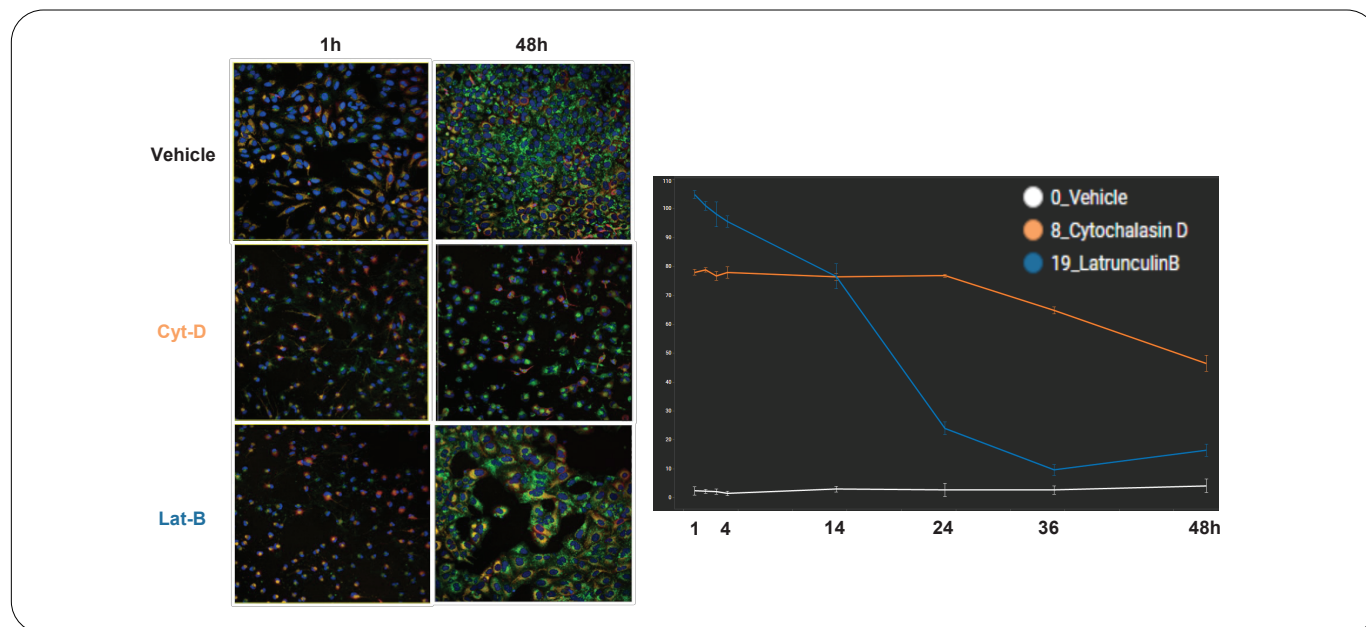 1h 48h
Vehicle
Cyt-D
Lat-B
110
100
90
80
70
60
50
40
30
20
10
0
0_Vehicle
8_Cytochalasin D
19_LatrunculinB
1 4 14 24 36 48h